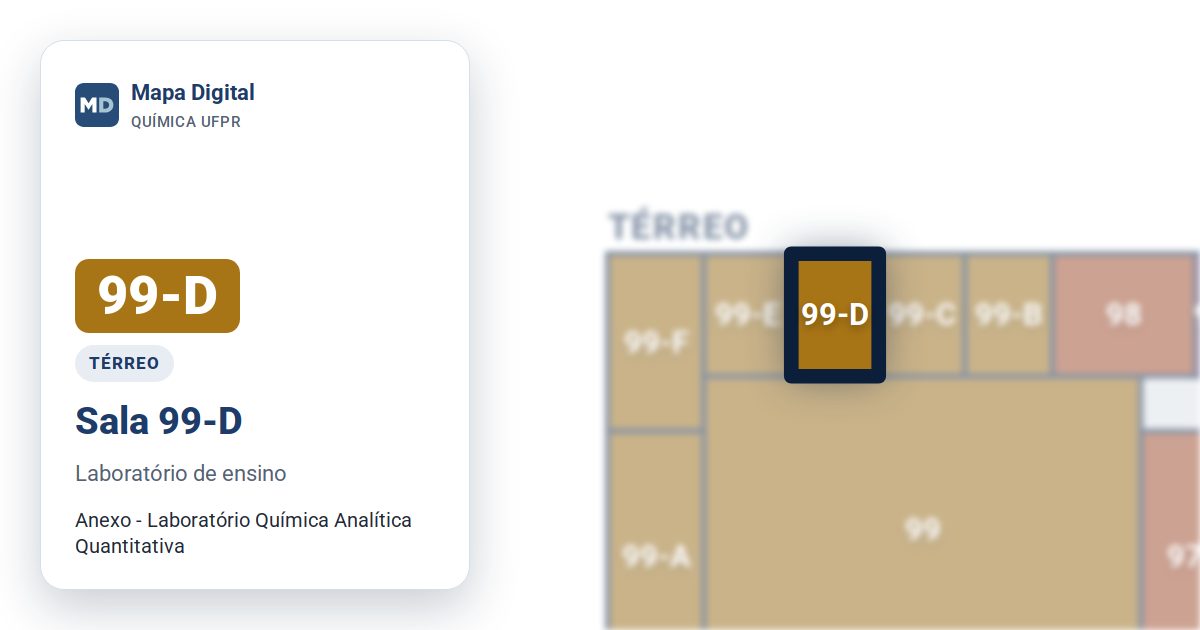 MD
Mapa Digital
QUÍMICA UFPR
99-D
TÉRREO
Sala 99-D
Laboratório de ensino
Anexo - Laboratório Química Analítica
Quantitativa
TÉRREO
99-E
99-D
99-C
99-B
98
99-F
99
99-A
97